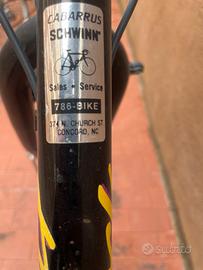 CABARRUS
SCHWINN
Sales • Service
786-BIKE
374 N. CHURCH ST.
CONCORD, NC
subito